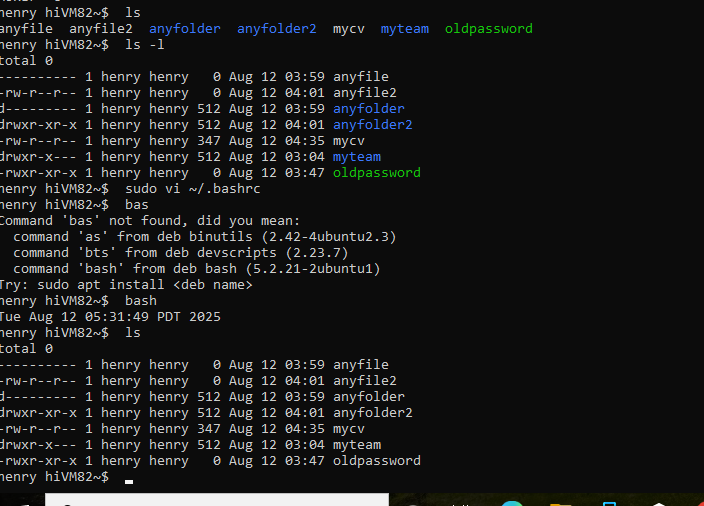 henry hiVM82~$ ls
anyfile anyfile2 anyfolder anyfolder2 mycv myteam oldpassword
henry hiVM82~$ ls -l
total 0
---------- 1 henry henry 0 Aug 12 03:59 anyfile
-rw-r--r-- 1 henry henry 0 Aug 12 04:01 anyfile2
d--------- 1 henry henry 512 Aug 12 03:59 anyfolder
drwxr-xr-x 1 henry henry 512 Aug 12 04:01 anyfolder2
-rw-r--r-- 1 henry henry 347 Aug 12 04:35 mycv
drwxr-x--- 1 henry henry 512 Aug 12 03:04 myteam
-rwxr-xr-x 1 henry henry 0 Aug 12 03:47 oldpassword
henry hiVM82~$ sudo vi ~/.bashrc
henry hiVM82~$ bas
Command 'bas' not found, did you mean:
command 'as' from deb binutils (2.42-4ubuntu2.3)
command 'bts' from deb devscripts (2.23.7)
command 'bash' from deb bash (5.2.21-2ubuntu1)
Try: sudo apt install <deb name>
henry hiVM82~$ bash
Tue Aug 12 05:31:49 PDT 2025
henry hiVM82~$ ls
total 0
---------- 1 henry henry 0 Aug 12 03:59 anyfile
-rw-r--r-- 1 henry henry 0 Aug 12 04:01 anyfile2
d--------- 1 henry henry 512 Aug 12 03:59 anyfolder
drwxr-xr-x 1 henry henry 512 Aug 12 04:01 anyfolder2
-rw-r--r-- 1 henry henry 347 Aug 12 04:35 mycv
drwxr-x--- 1 henry henry 512 Aug 12 03:04 myteam
-rwxr-xr-x 1 henry henry 0 Aug 12 03:47 oldpassword
henry hiVM82~$